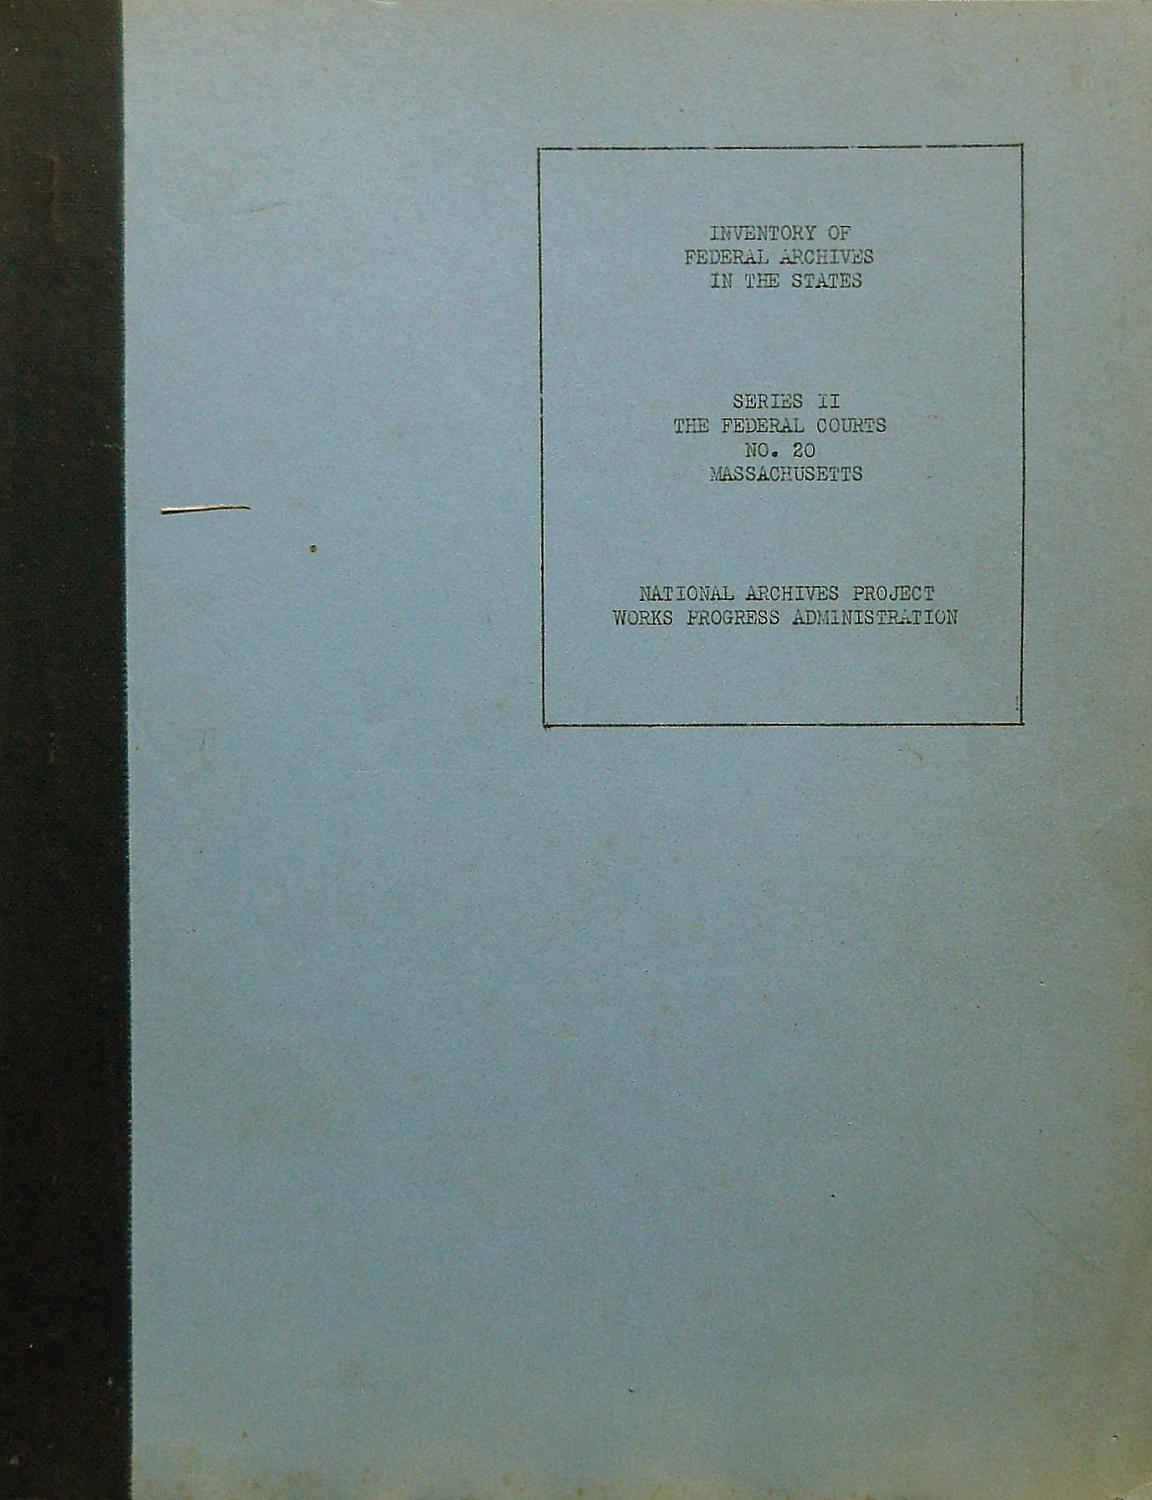 INVENTORY OF
FEDERAL ARCHIVES
IN THE STATES
SERIES II
THE FEDERAL COURTS
NO. 20
MASSACHUSETTS
NATIONAL ARCHIVES PROJECT
WORKS PROGRESS ADMINISTRATION